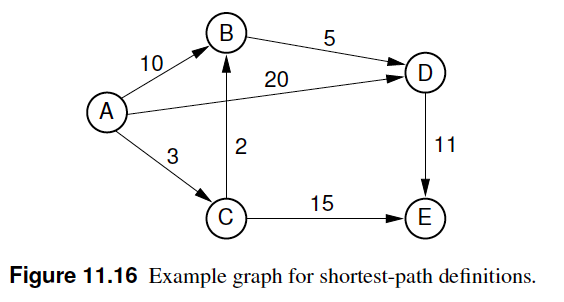 B
5
10
20
D
A
3
2
11
15
C
E
Figure 11.16 Example graph for shortest-path definitions.